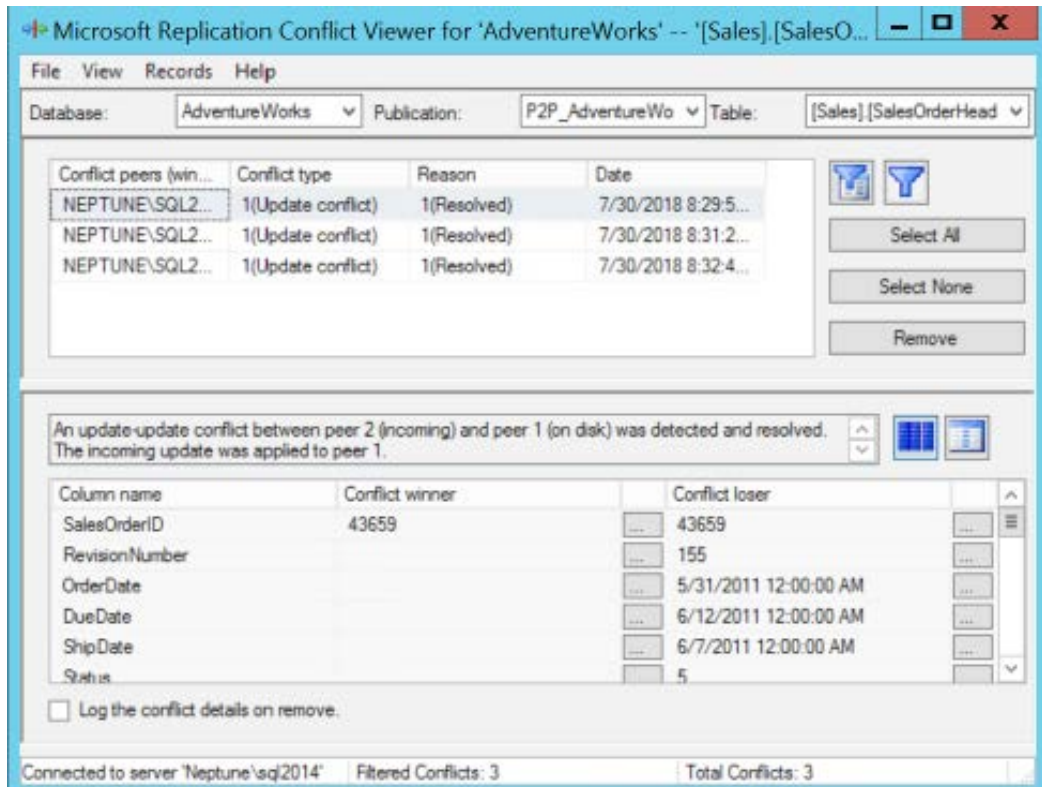 Microsoft Replication Conflict Viewer for 'AdventureWorks' -- '[Sales].[SalesO...
File View Records Help
Database: AdventureWorks Publication: P2P_AdventureWo Table: [Sales].[SalesOrderHead
Conflict peers (win... Conflict type Reason Date
NEPTUNE\SQL2... 1(Update conflict) 1(Resolved) 7/30/2018 8:29:5...
NEPTUNE\SQL2... 1(Update conflict) 1(Resolved) 7/30/2018 8:31:2...
NEPTUNE\SQL2... 1(Update conflict) 1(Resolved) 7/30/2018 8:32:4...
Select All
Select None
Remove
An update-update conflict between peer 2 (incoming) and peer 1 (on disk) was detected and resolved.
The incoming update was applied to peer 1.
Column name Conflict winner Conflict loser
SalesOrderID 43659 ... 43659 ...
RevisionNumber ... 155 ...
OrderDate ... 5/31/2011 12:00:00 AM ...
DueDate ... 6/12/2011 12:00:00 AM ...
ShipDate ... 6/7/2011 12:00:00 AM ...
Status 5
Log the conflict details on remove.
Connected to server 'Neptune\sql2014' Filtered Conflicts: 3 Total Conflicts: 3